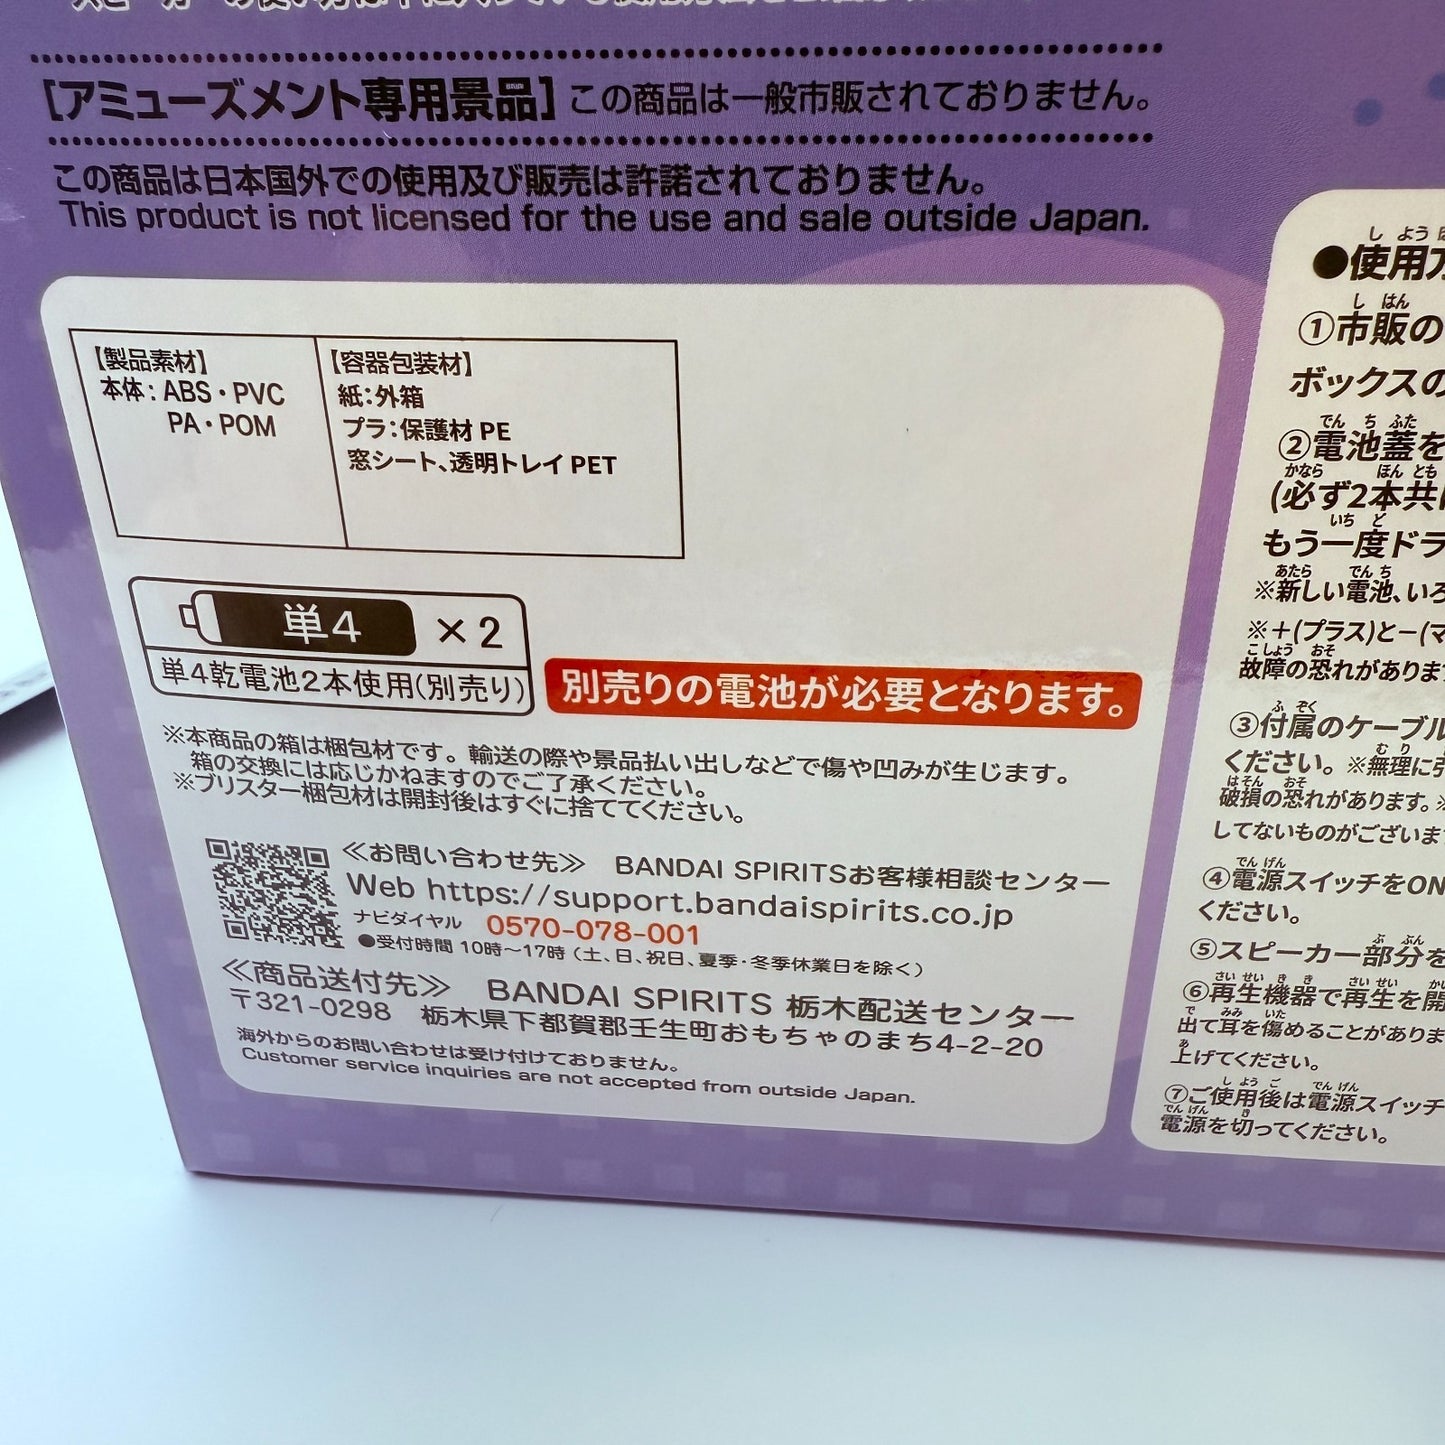 [アミューズメント専用景品] この商品は一般市販されておりません。
この商品は日本国外での使用及び販売は許諾されておりません。
This product is not licensed for the use and sale outside Japan.
【製品素材】
本体：ABS・PVC
PA・POM
【容器包装材】
紙：外箱
プラ：保護材 PE
窓シート、透明トレイ PET
単4 ×2
単4乾電池2本使用(別売り)
別売りの電池が必要となります。
※本商品の箱は梱包材です。輸送の際や景品払い出しなどで傷や凹みが生じます。
箱の交換には応じかねますのでご了承ください。
※ブリスター梱包材は開封後はすぐに捨ててください。
≪お問い合わせ先≫ BANDAI SPIRITSお客様相談センター
Web https://support.bandaispirits.co.jp
ナビダイヤル 0570-078-001
●受付時間 10時～17時 (土、日、祝日、夏季・冬季休業日を除く)
≪商品送付先≫ BANDAI SPIRITS 栃木配送センター
〒321-0298 栃木県下都賀郡壬生町おもちゃのまち4-2-20
海外からのお問い合わせは受け付けておりません。
Customer service inquiries are not accepted from outside Japan.
●使用方
①市販の
ボックスの
②電池蓋を
(必ず2本共に
もう一度ドラ
※新しい電池、いろ
※＋(プラス)と－(マ
故障の恐れがありま
③付属のケーブル
ください。※無理に引
破損の恐れがあります。※
してないものがございま
④電源スイッチをON
ください。
⑤スピーカー部分を
⑥再生機器で再生を開
出て耳を傷めることがありま
上げてください。
⑦ご使用後は電源スイッチ
電源を切ってください。